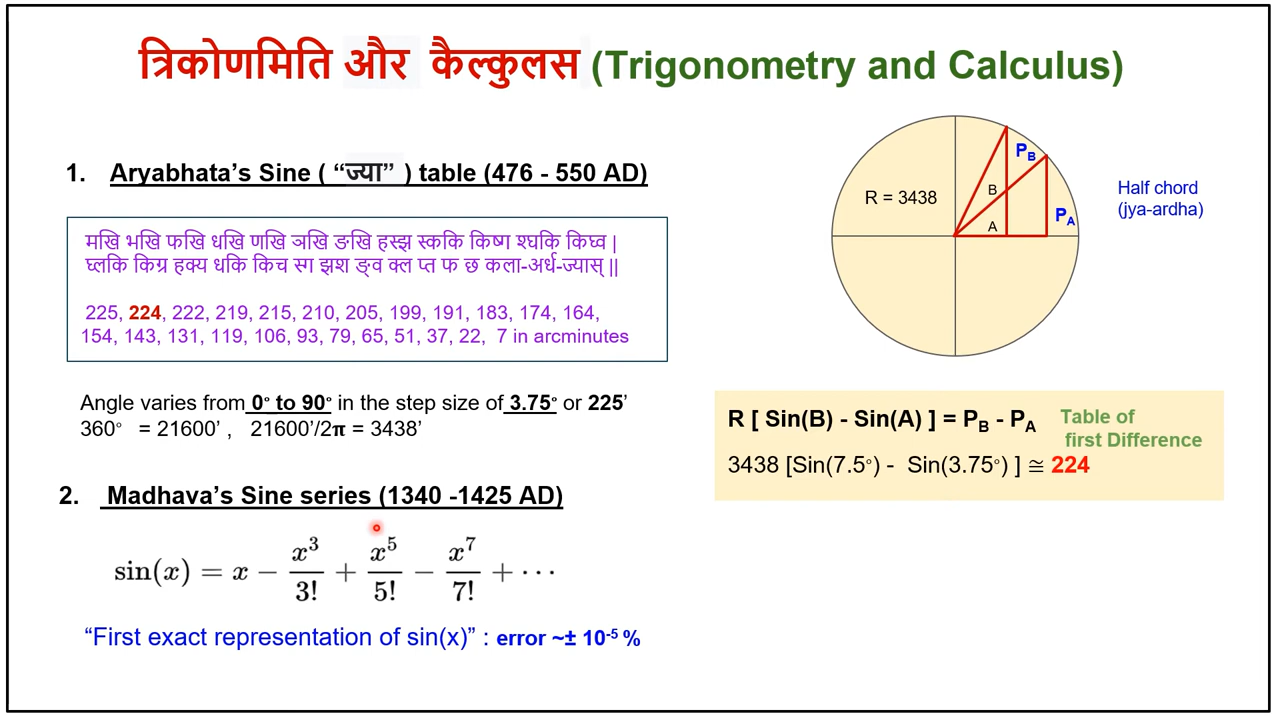 त्रिकोणमिति और कैल्कुलस (Trigonometry and Calculus)
1. Aryabhata's Sine ( “ज्या” ) table (476 - 550 AD)
मखि भखि फखि धखि णखि ञखि ङखि हस्झ स्ककि किष्ग श्घकि किघ्व |
घ्लकि किग्र हक्य धकि किच स्ग झश ङ्व क्ल प्त फ छ कला-अर्ध-ज्यास् ||
225, 224, 222, 219, 215, 210, 205, 199, 191, 183, 174, 164,
154, 143, 131, 119, 106, 93, 79, 65, 51, 37, 22, 7 in arcminutes
Angle varies from 0° to 90° in the step size of 3.75° or 225’
360° = 21600’ , 21600’/2π = 3438’
2. Madhava's Sine series (1340 -1425 AD)
sin(x) = x − x³/3! + x⁵/5! − x⁷/7! + ⋯
“First exact representation of sin(x)” : error ~± 10⁻⁵ %
R = 3438
P_B
B
A
P_A
Half chord
(jya-ardha)
R [ Sin(B) - Sin(A) ] = P_B - P_A
Table of
first Difference
3438 [Sin(7.5°) - Sin(3.75°) ] ≅ 224